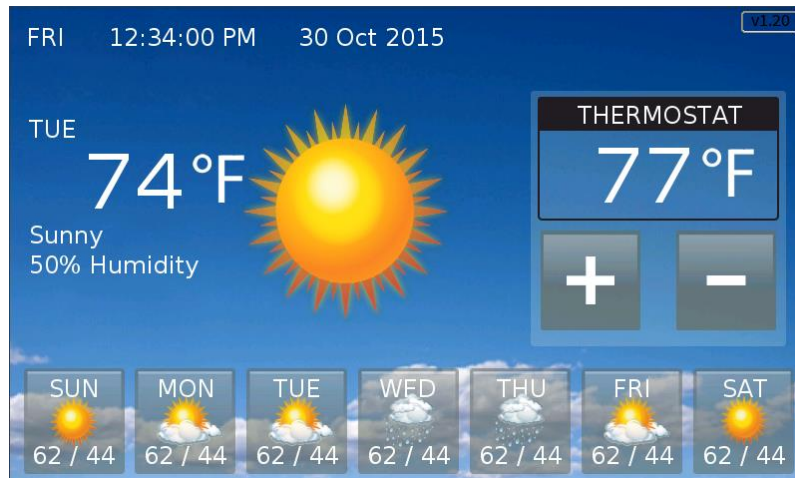 FRI 12:34:00 PM 30 Oct 2015
v1.20
TUE
74°F
Sunny
50% Humidity
THERMOSTAT
77°F
+ −
SUN MON TUE WED THU FRI SAT
62 / 44 62 / 44 62 / 44 62 / 44 62 / 44 62 / 44 62 / 44